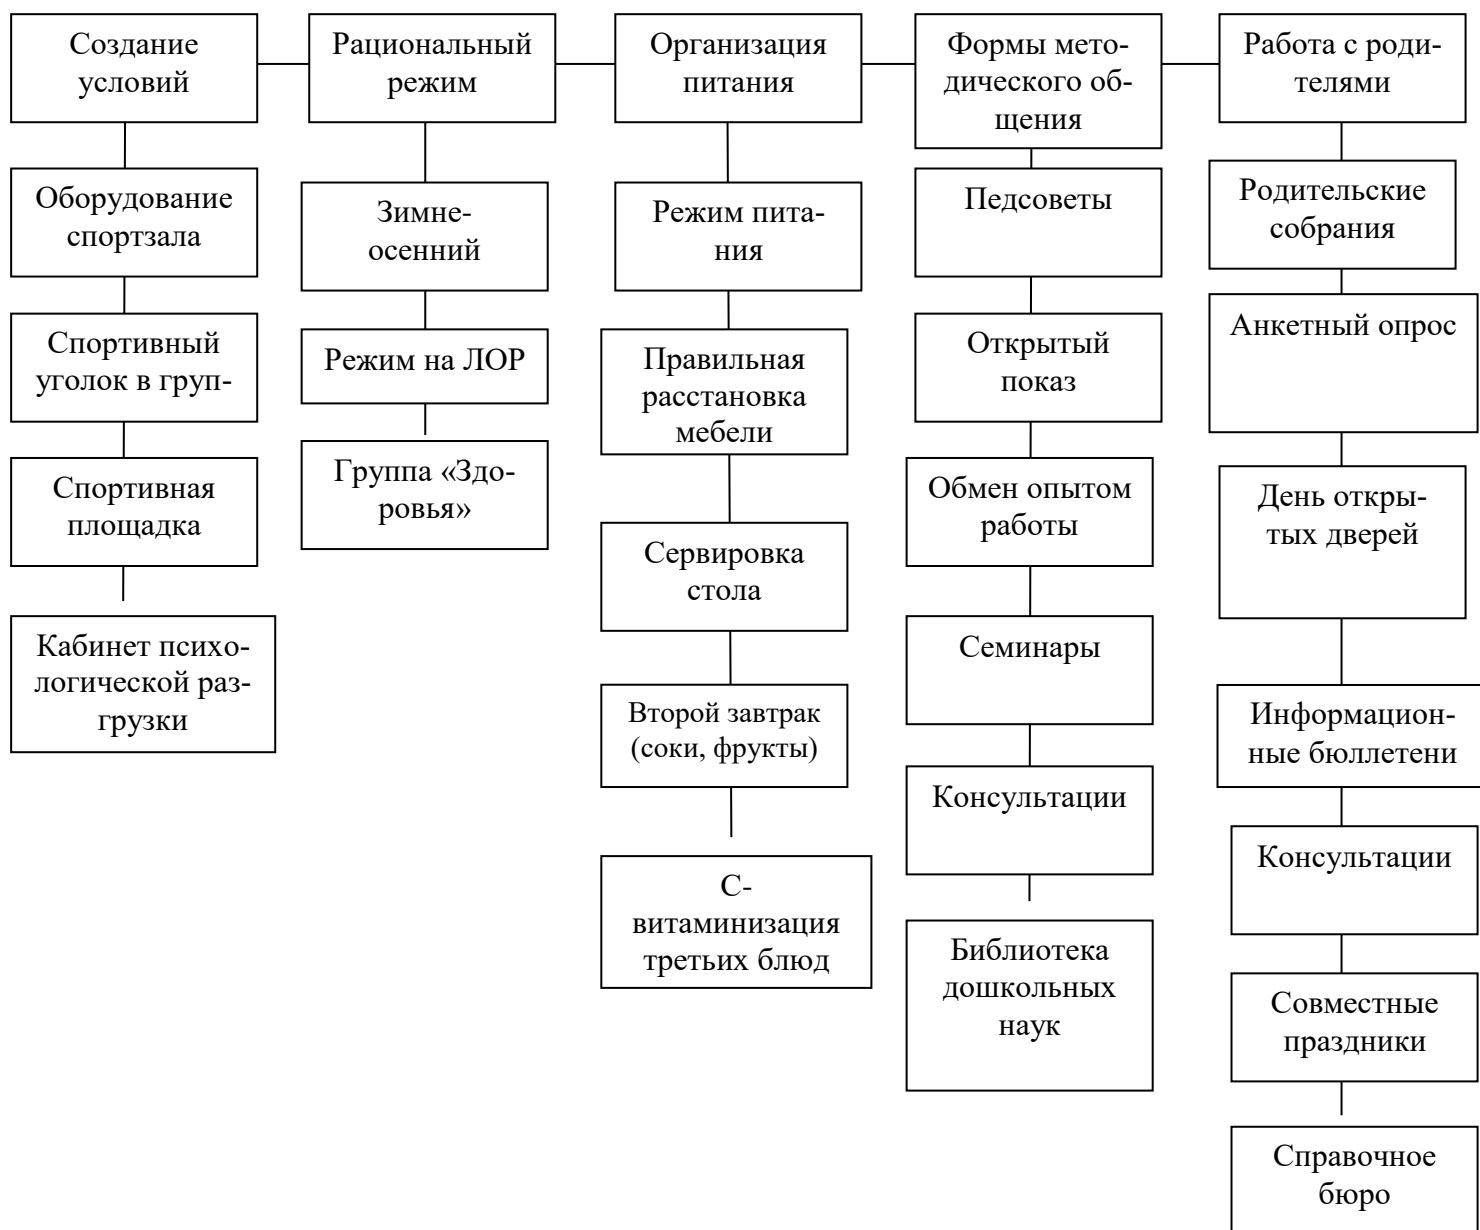 Создание
условий
Рациональный
режим
Организация
питания
Формы мето-
дического об-
щения
Работа с роди-
телями
Оборудование
спортзала
Спортивный
уголок в груп-
Спортивная
площадка
Кабинет психо-
логической раз-
грузки
Зимне-
осенний
Режим на ЛОР
Группа «Здо-
ровья»
Режим пита-
ния
Правильная
расстановка
мебели
Сервировка
стола
Второй завтрак
(соки, фрукты)
С-
витаминизация
третьих блюд
Педсоветы
Открытый
показ
Обмен опытом
работы
Семинары
Консультации
Библиотека
дошкольных
наук
Родительские
собрания
Анкетный опрос
День откры-
тых дверей
Информацион-
ные бюллетени
Консультации
Совместные
праздники
Справочное
бюро